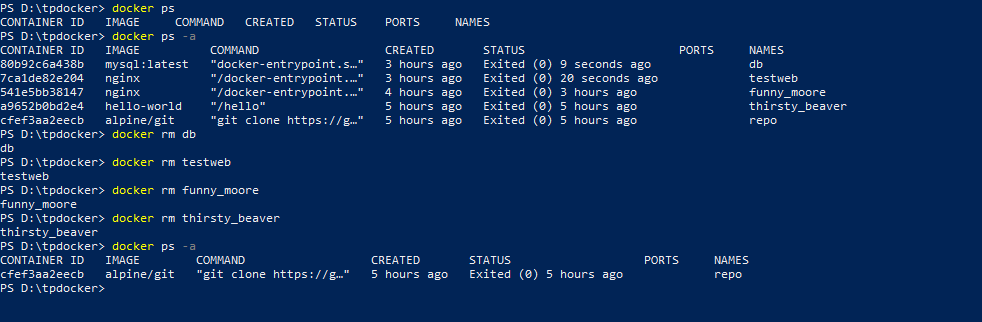 PS D:\tpdocker> docker ps
CONTAINER ID   IMAGE     COMMAND   CREATED   STATUS    PORTS     NAMES
PS D:\tpdocker> docker ps -a
CONTAINER ID   IMAGE          COMMAND                  CREATED       STATUS                      PORTS     NAMES
80b92c6a438b   mysql:latest   "docker-entrypoint.s…"   3 hours ago   Exited (0) 9 seconds ago              db
7ca1de82e204   nginx          "/docker-entrypoint.…"   3 hours ago   Exited (0) 20 seconds ago             testweb
541e5bb38147   nginx          "/docker-entrypoint.…"   4 hours ago   Exited (0) 3 hours ago                funny_moore
a9652b0bd2e4   hello-world    "/hello"                 5 hours ago   Exited (0) 5 hours ago                thirsty_beaver
cfef3aa2eecb   alpine/git     "git clone https://g…"   5 hours ago   Exited (0) 5 hours ago                repo
PS D:\tpdocker> docker rm db
db
PS D:\tpdocker> docker rm testweb
testweb
PS D:\tpdocker> docker rm funny_moore
funny_moore
PS D:\tpdocker> docker rm thirsty_beaver
thirsty_beaver
PS D:\tpdocker> docker ps -a
CONTAINER ID   IMAGE        COMMAND                  CREATED       STATUS                   PORTS     NAMES
cfef3aa2eecb   alpine/git   "git clone https://g…"   5 hours ago   Exited (0) 5 hours ago             repo
PS D:\tpdocker>